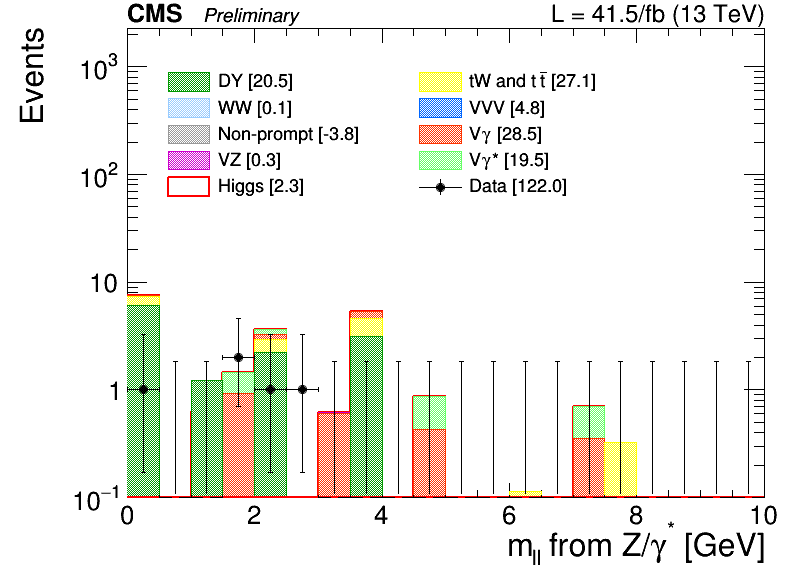 CMS Preliminary L = 41.5/fb (13 TeV)
Events
10³
10²
10
1
10⁻¹
DY [20.5]
WW [0.1]
Non-prompt [-3.8]
VZ [0.3]
Higgs [2.3]
tW and tt̄ [27.1]
VVV [4.8]
Vγ [28.5]
Vγ* [19.5]
Data [122.0]
0 2 4 6 8 10
m_ll from Z/γ* [GeV]